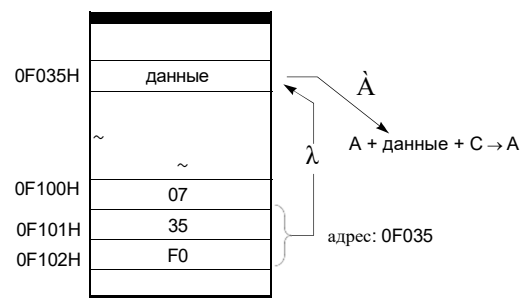 0F035H данные
À
A + данные + C → A
~
~
λ
0F100H 07
0F101H 35
адрес: 0F035
0F102H F0